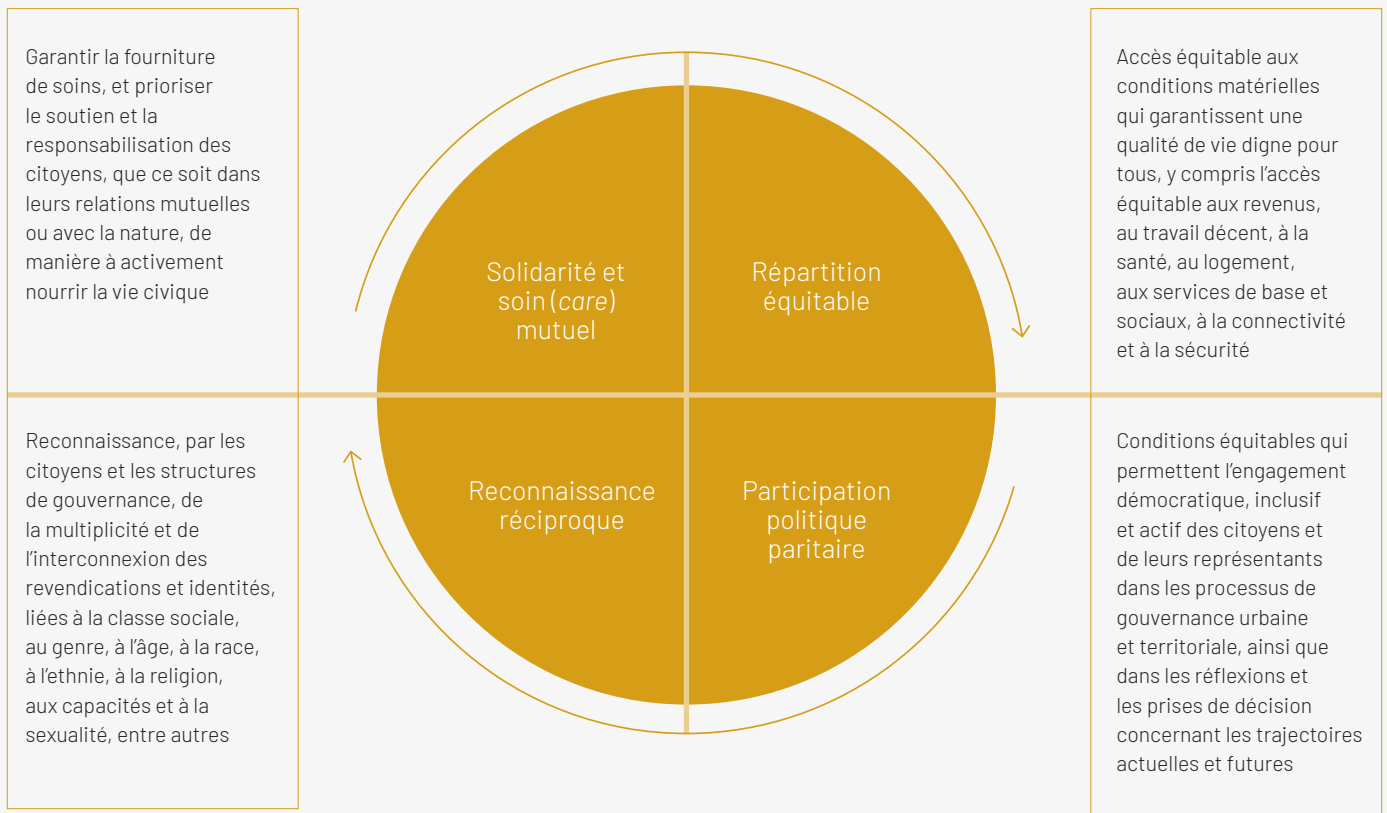 Garantir la fourniture
de soins, et prioriser
le soutien et la
responsabilisation des
citoyens, que ce soit dans
leurs relations mutuelles
ou avec la nature, de
manière à activement
nourrir la vie civique
Solidarité et
soin (care)
mutuel
Répartition
équitable
Accès équitable aux
conditions matérielles
qui garantissent une
qualité de vie digne pour
tous, y compris l’accès
équitable aux revenus,
au travail décent, à la
santé, au logement,
aux services de base et
sociaux, à la connectivité
et à la sécurité
Reconnaissance, par les
citoyens et les structures
de gouvernance, de
la multiplicité et de
l’interconnexion des
revendications et identités,
liées à la classe sociale,
au genre, à l’âge, à la race,
à l’ethnie, à la religion,
aux capacités et à la
sexualité, entre autres
Reconnaissance
réciproque
Participation
politique
paritaire
Conditions équitables qui
permettent l’engagement
démocratique, inclusif
et actif des citoyens et
de leurs représentants
dans les processus de
gouvernance urbaine
et territoriale, ainsi que
dans les réflexions et
les prises de décision
concernant les trajectoires
actuelles et futures